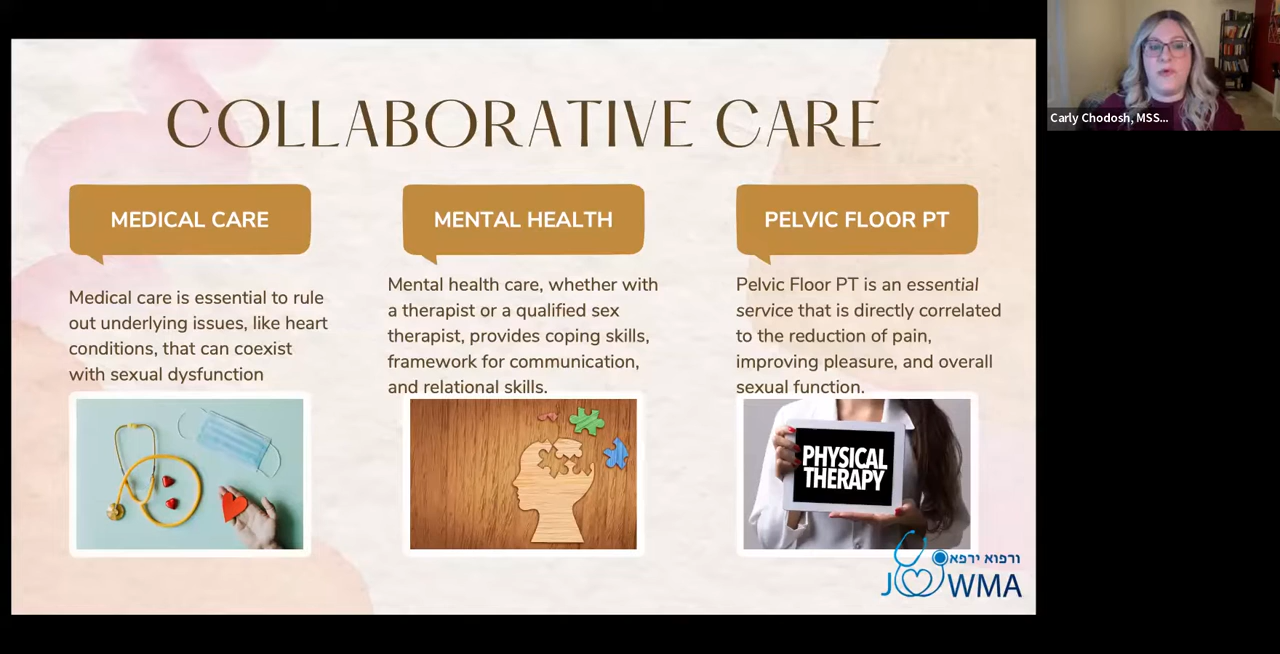 COLLABORATIVE CARE
MEDICAL CARE
Medical care is essential to rule
out underlying issues, like heart
conditions, that can coexist
with sexual dysfunction
MENTAL HEALTH
Mental health care, whether with
a therapist or a qualified sex
therapist, provides coping skills,
framework for communication,
and relational skills.
PELVIC FLOOR PT
Pelvic Floor PT is an essential
service that is directly correlated
to the reduction of pain,
improving pleasure, and overall
sexual function.
PHYSICAL
THERAPY
ורפוא ירפא
JOWMA
Carly Chodosh, MSS...